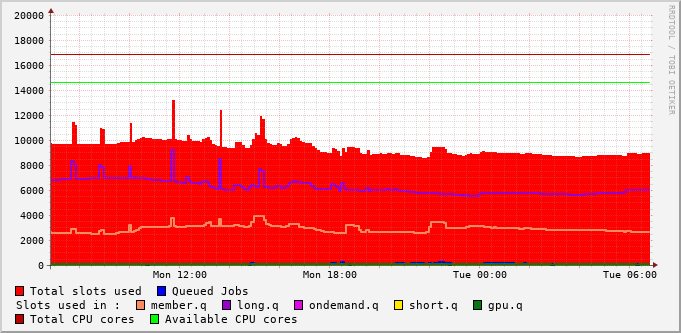 RRDTOOL / TOBI OETIKER
20000
18000
16000
14000
12000
10000
8000
6000
4000
2000
0
Mon 12:00 Mon 18:00 Tue 00:00 Tue 06:00
Total slots used Queued Jobs
Slots used in : member.q long.q ondemand.q short.q gpu.q
Total CPU cores Available CPU cores